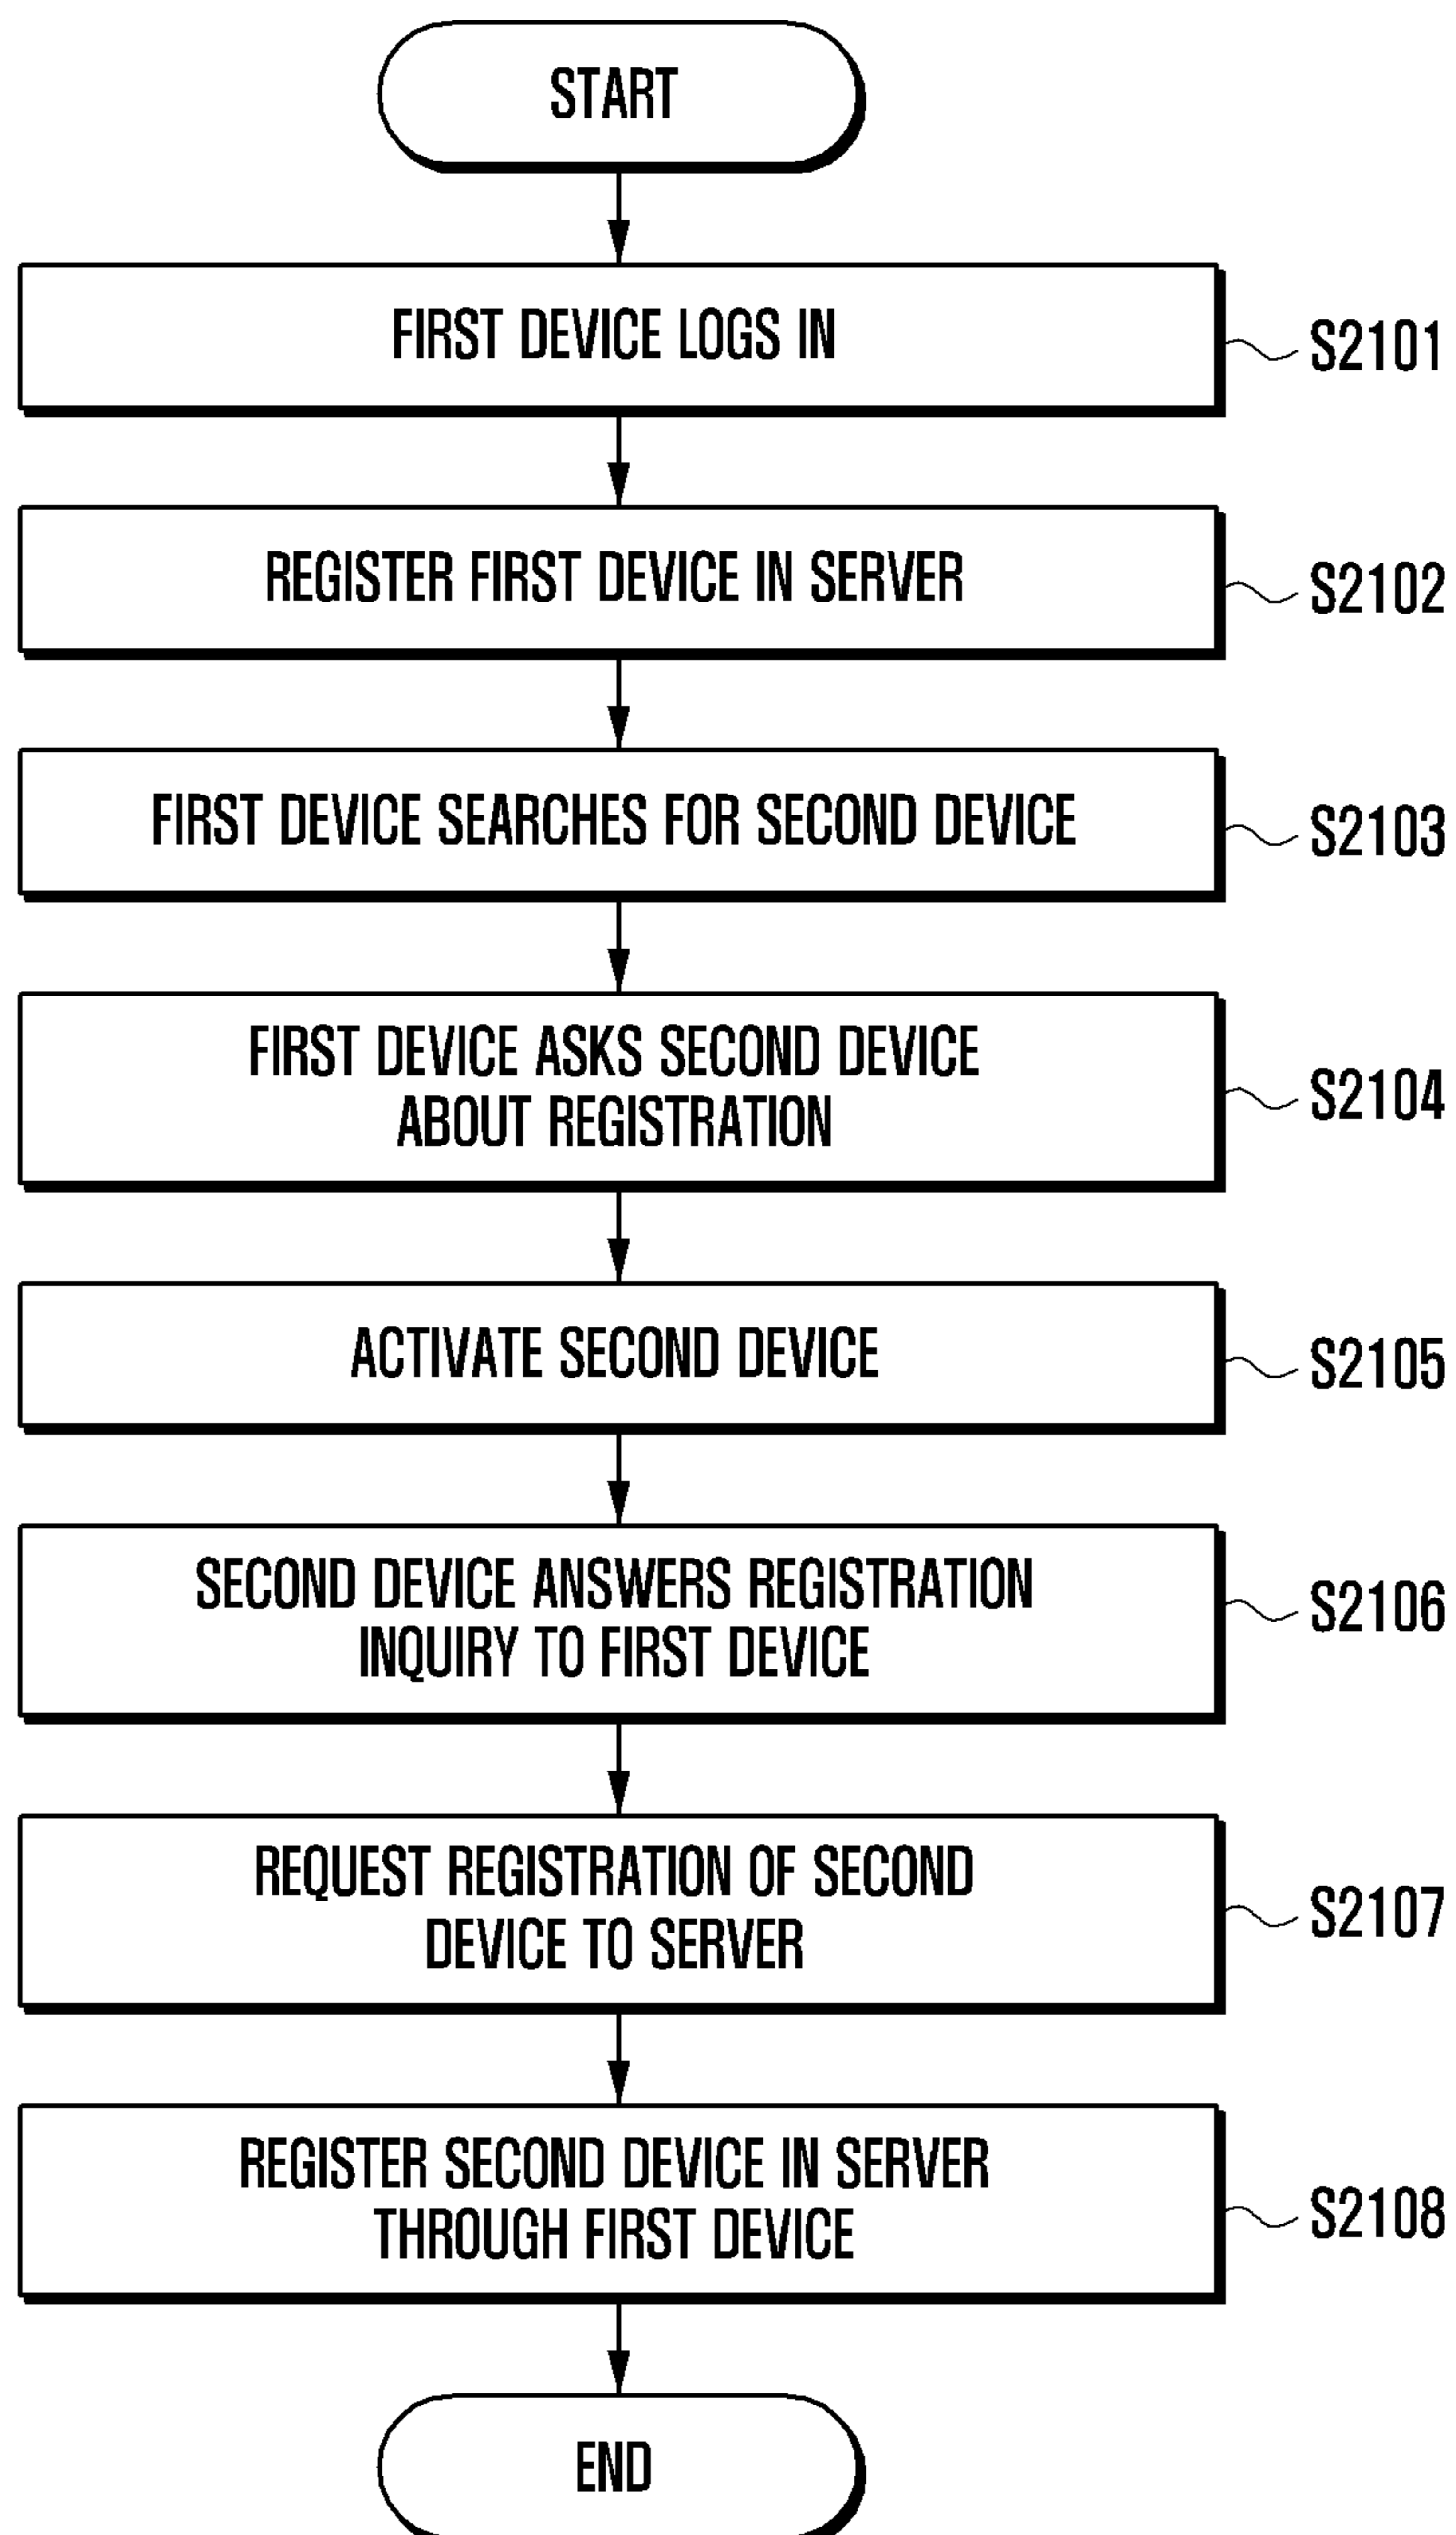 START
FIRST DEVICE LOGS IN
S2101
REGISTER FIRST DEVICE IN SERVER
S2102
FIRST DEVICE SEARCHES FOR SECOND DEVICE
S2103
FIRST DEVICE ASKS SECOND DEVICE
ABOUT REGISTRATION
S2104
ACTIVATE SECOND DEVICE
S2105
SECOND DEVICE ANSWERS REGISTRATION
INQUIRY TO FIRST DEVICE
S2106
REQUEST REGISTRATION OF SECOND
DEVICE TO SERVER
S2107
REGISTER SECOND DEVICE IN SERVER
THROUGH FIRST DEVICE
S2108
END